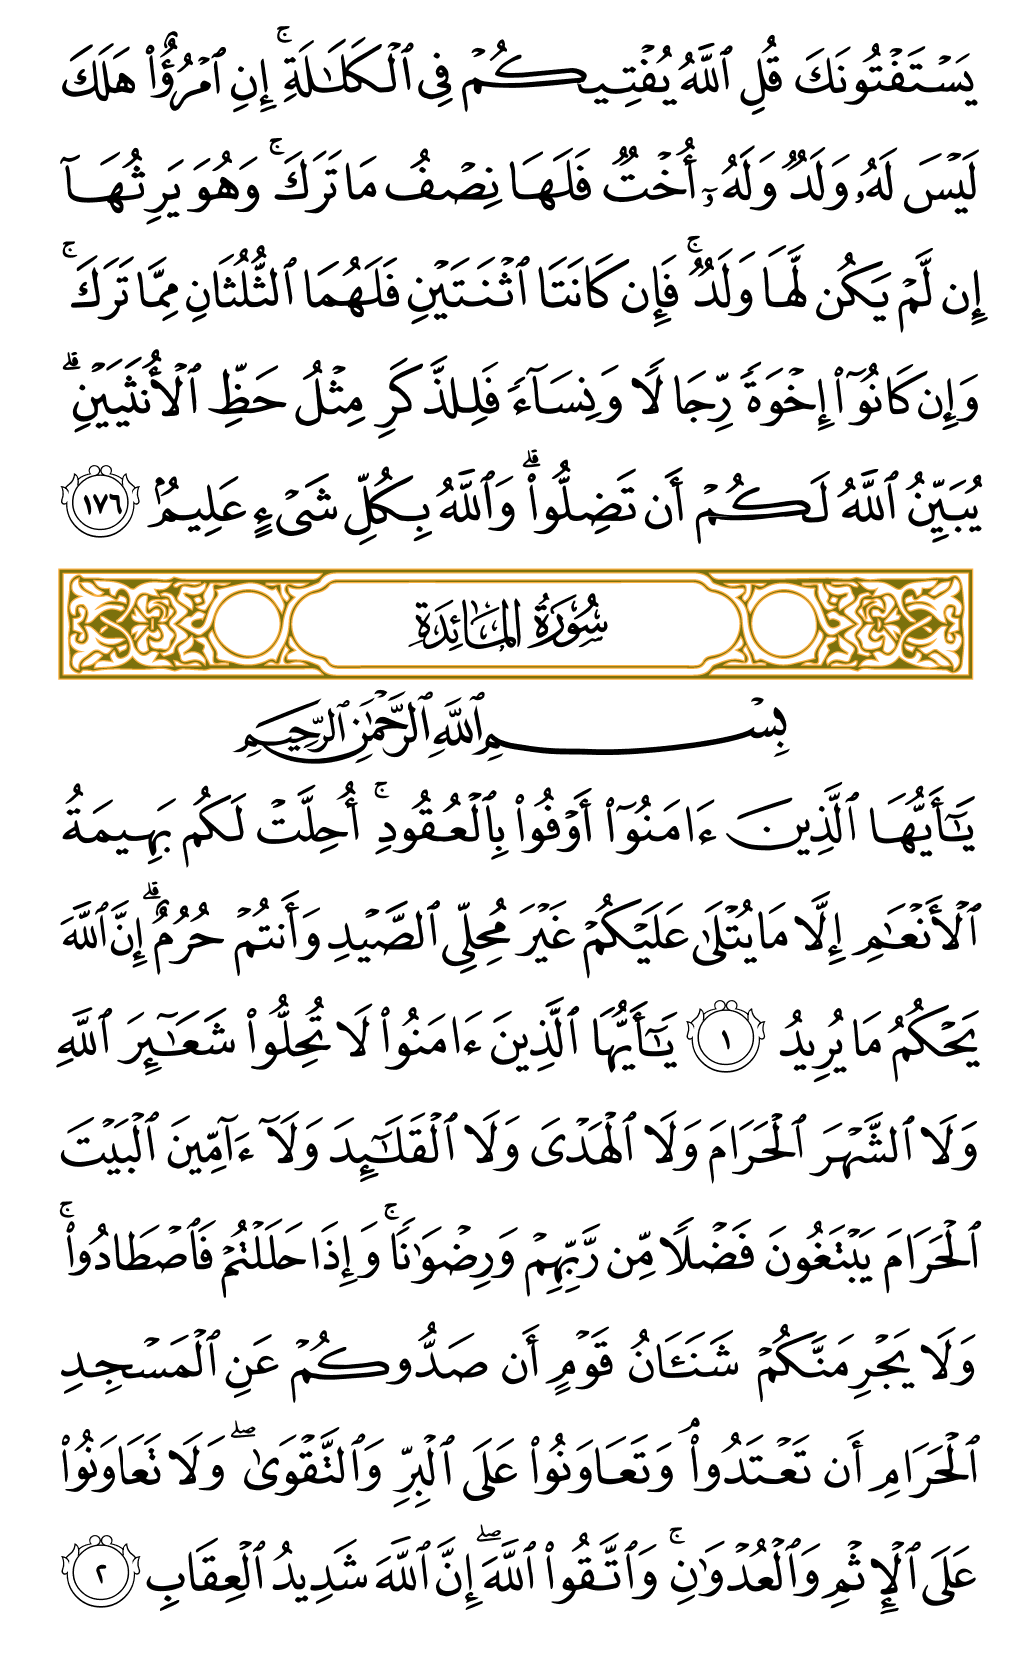 يَسۡتَفۡتُونَكَ قُلِ ٱللَّهُ يُفۡتِيكُمۡ فِي ٱلۡكَلَٰلَةِۚ إِنِ ٱمۡرُؤٌاْ هَلَكَ
لَيۡسَ لَهُۥ وَلَدٞ وَلَهُۥٓ أُخۡتٞ فَلَهَا نِصۡفُ مَا تَرَكَۚ وَهُوَ يَرِثُهَآ
إِن لَّمۡ يَكُن لَّهَا وَلَدٞۚ فَإِن كَانَتَا ٱثۡنَتَيۡنِ فَلَهُمَا ٱلثُّلُثَانِ مِمَّا تَرَكَۚ
وَإِن كَانُوٓاْ إِخۡوَةٗ رِّجَالٗا وَنِسَآءٗ فَلِلذَّكَرِ مِثۡلُ حَظِّ ٱلۡأُنثَيَيۡنِۗ
يُبَيِّنُ ٱللَّهُ لَكُمۡ أَن تَضِلُّواْۗ وَٱللَّهُ بِكُلِّ شَيۡءٍ عَلِيمُۢ ١٧٦
سُورَةُ المَائِدَةِ
بِسۡمِ ٱللَّهِ ٱلرَّحۡمَٰنِ ٱلرَّحِيمِ
يَٰٓأَيُّهَا ٱلَّذِينَ ءَامَنُوٓاْ أَوۡفُواْ بِٱلۡعُقُودِۚ أُحِلَّتۡ لَكُم بَهِيمَةُ
ٱلۡأَنۡعَٰمِ إِلَّا مَا يُتۡلَىٰ عَلَيۡكُمۡ غَيۡرَ مُحِلِّي ٱلصَّيۡدِ وَأَنتُمۡ حُرُمٌۗ إِنَّ ٱللَّهَ
يَحۡكُمُ مَا يُرِيدُ ١ يَٰٓأَيُّهَا ٱلَّذِينَ ءَامَنُواْ لَا تُحِلُّواْ شَعَٰٓئِرَ ٱللَّهِ
وَلَا ٱلشَّهۡرَ ٱلۡحَرَامَ وَلَا ٱلۡهَدۡيَ وَلَا ٱلۡقَلَٰٓئِدَ وَلَآ ءَآمِّينَ ٱلۡبَيۡتَ
ٱلۡحَرَامَ يَبۡتَغُونَ فَضۡلٗا مِّن رَّبِّهِمۡ وَرِضۡوَٰنٗاۚ وَإِذَا حَلَلۡتُمۡ فَٱصۡطَادُواْۚ
وَلَا يَجۡرِمَنَّكُمۡ شَنَـَٔانُ قَوۡمٍ أَن صَدُّوكُمۡ عَنِ ٱلۡمَسۡجِدِ
ٱلۡحَرَامِ أَن تَعۡتَدُواْۘ وَتَعَاوَنُواْ عَلَى ٱلۡبِرِّ وَٱلتَّقۡوَىٰۖ وَلَا تَعَاوَنُواْ
عَلَى ٱلۡإِثۡمِ وَٱلۡعُدۡوَٰنِۚ وَٱتَّقُواْ ٱللَّهَۖ إِنَّ ٱللَّهَ شَدِيدُ ٱلۡعِقَابِ ٢